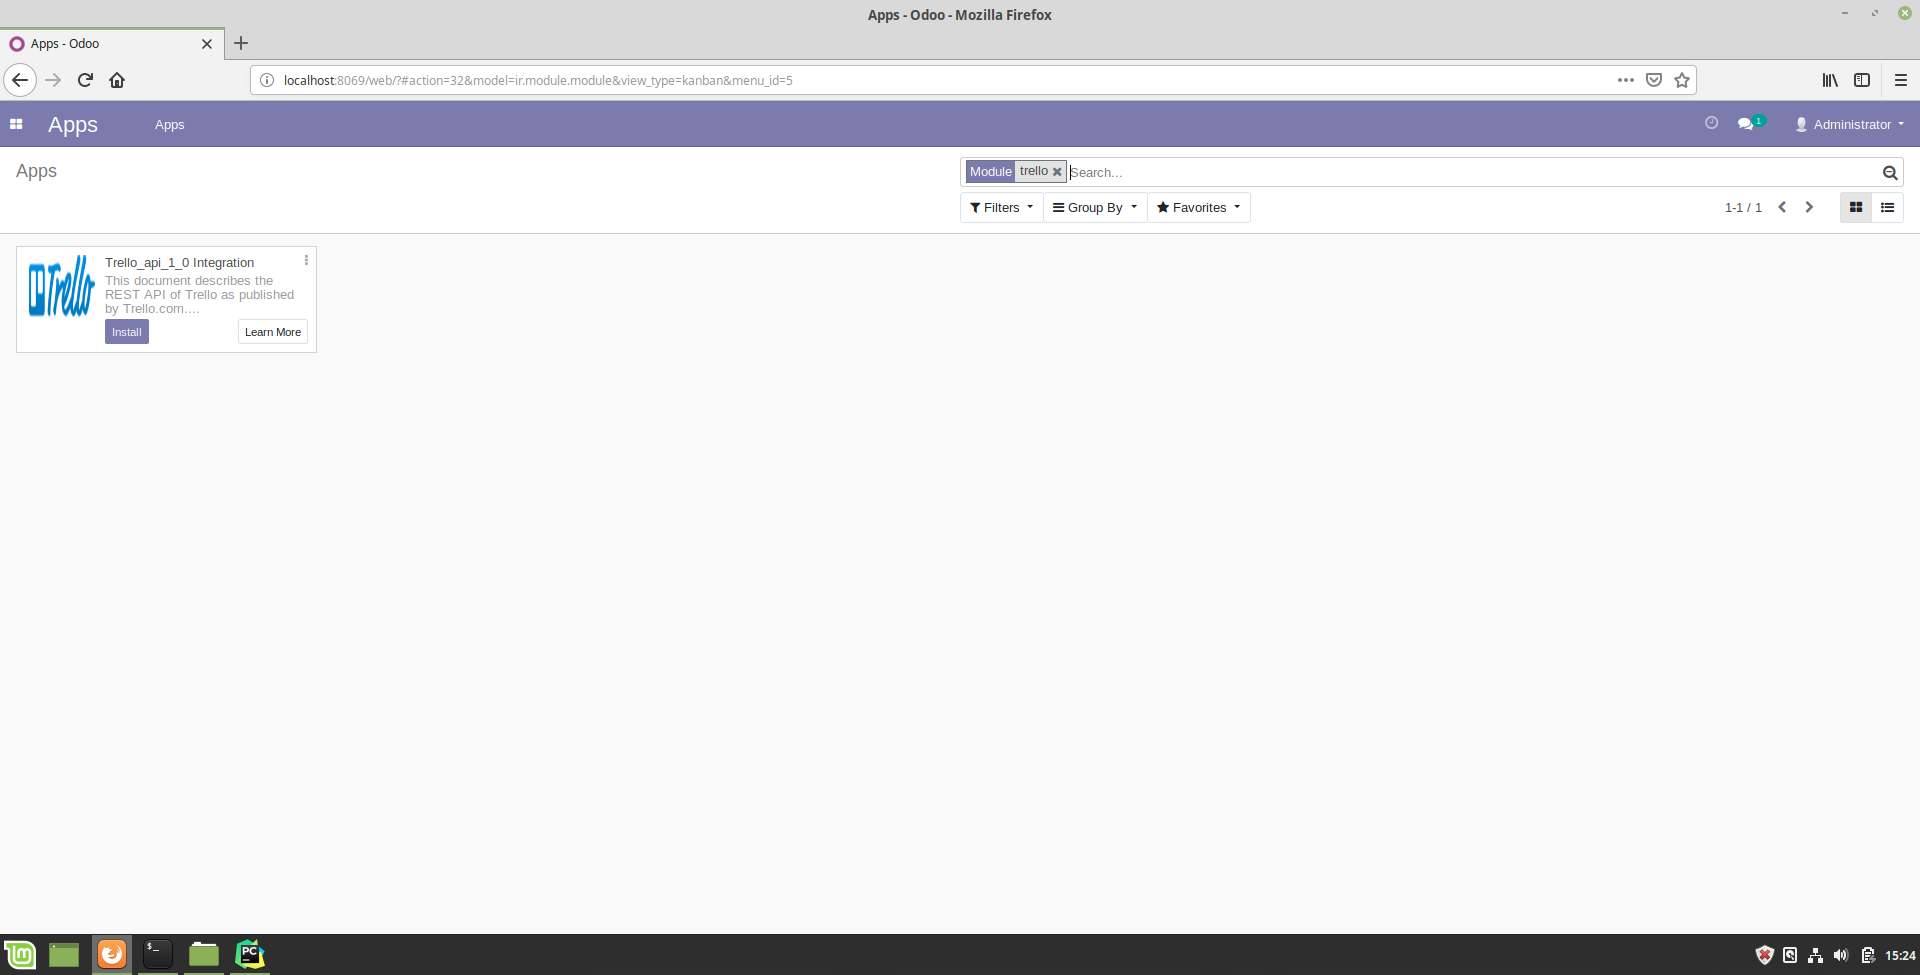 Apps - Odoo - Mozilla Firefox
Apps - Odoo
localhost:8069/web/?#action=32&model=ir.module.module&view_type=kanban&menu_id=5
Apps
Apps
1
Administrator
Apps
Module
trello
Search...
Filters
Group By
Favorites
1-1 / 1
Trello
Trello_api_1_0 Integration
This document describes the
REST API of Trello as published
by Trello.com....
Install
Learn More
$_
PC
15:24